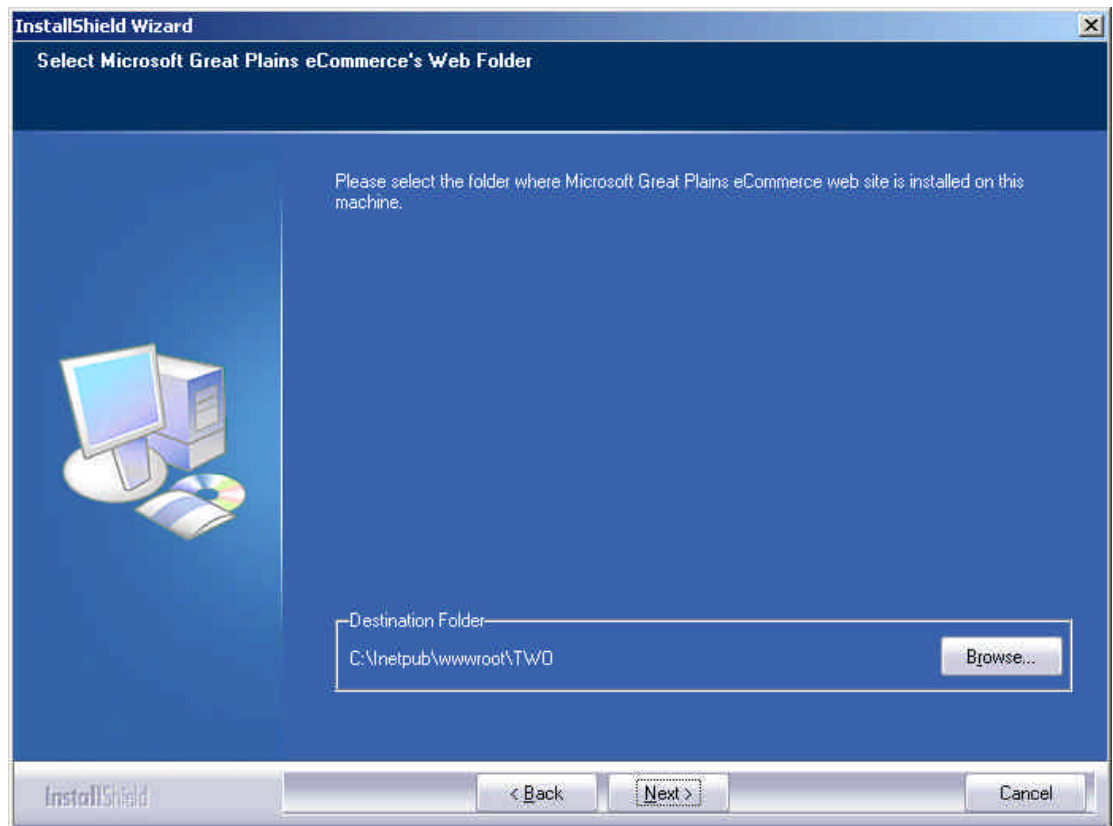 InstallShield Wizard
Select Microsoft Great Plains eCommerce's Web Folder
Please select the folder where Microsoft Great Plains eCommerce web site is installed on this
machine.
Destination Folder
C:\Inetpub\wwwroot\TWO
Browse...
InstallShield
< Back
Next >
Cancel